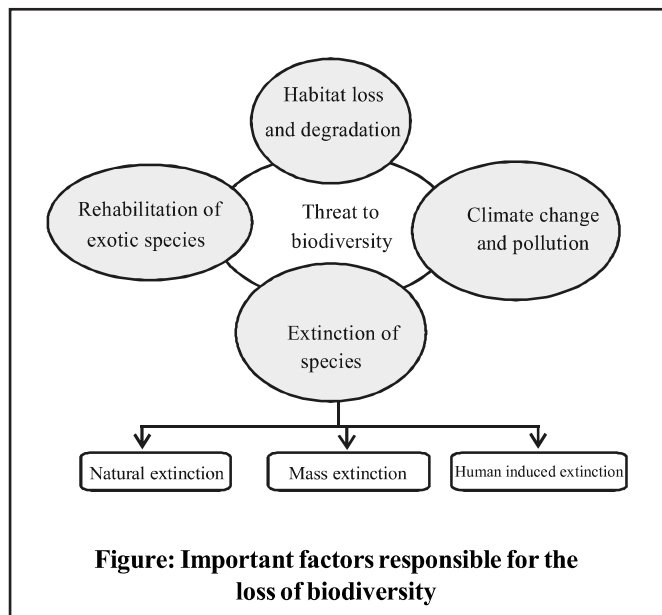 Habitat loss
and degradation
Rehabilitation of
exotic species
Threat to
biodiversity
Climate change
and pollution
Extinction of
species
Natural extinction
Mass extinction
Human induced extinction
Figure: Important factors responsible for the
loss of biodiversity